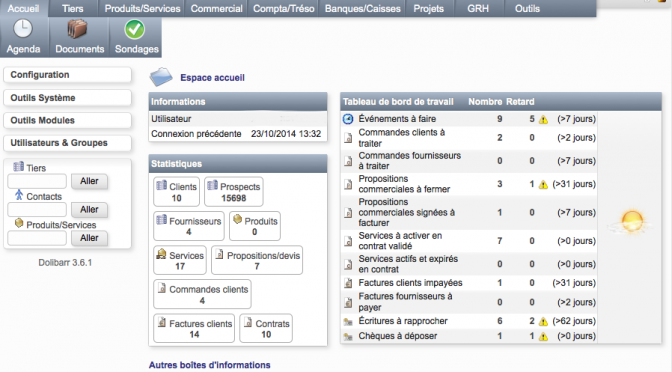 Accueil Tiers Produits/Services Commercial Compta/Tréso Banques/Caisses Projets GRH Outils
Agenda Documents Sondages
Configuration
Outils Système
Outils Modules
Utilisateurs & Groupes
Tiers
Aller
Contacts
Aller
Produits/Services
Aller
Dolibarr 3.6.1
Espace accueil
Informations
Utilisateur
Connexion précédente 23/10/2014 13:32
Statistiques
Clients
10
Prospects
15698
Fournisseurs
4
Produits
0
Services
17
Propositions/devis
7
Commandes clients
4
Factures clients
14
Contrats
10
Autres boîtes d'informations
Tableau de bord de travail Nombre Retard
Événements à faire 9 5 (>7 jours)
Commandes clients à
traiter 2 0 (>2 jours)
Commandes fournisseurs
à traiter 0 0 (>7 jours)
Propositions
commerciales à fermer 3 1 (>31 jours)
Propositions
commerciales signées à
facturer 1 0 (>7 jours)
Services à activer en
contrat validé 7 0 (>0 jours)
Services actifs et expirés
en contrat 0 0 (>0 jours)
Factures clients impayées 1 0 (>31 jours)
Factures fournisseurs à
payer 0 0 (>2 jours)
Écritures à rapprocher 6 2 (>62 jours)
Chèques à déposer 1 1 (>0 jours)